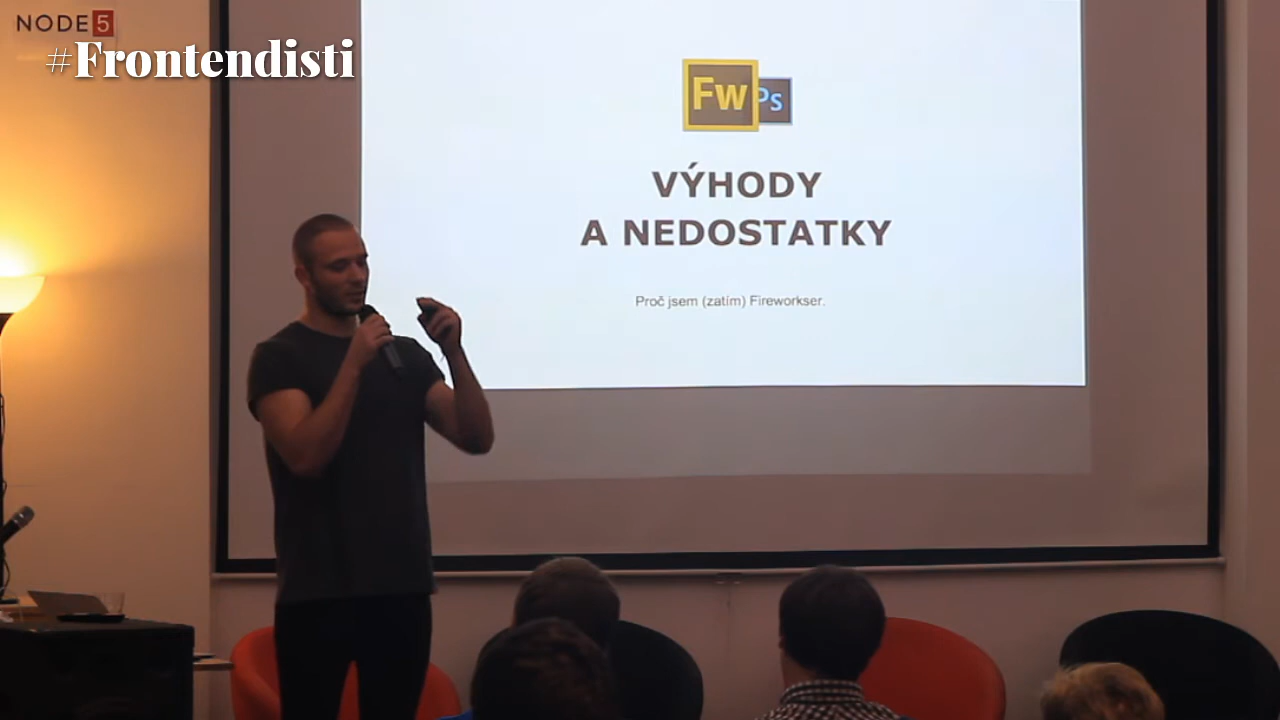 NODE5
#Frontendisti
Fw Ps
VÝHODY
A NEDOSTATKY
Proč jsem (zatím) Fireworkser.